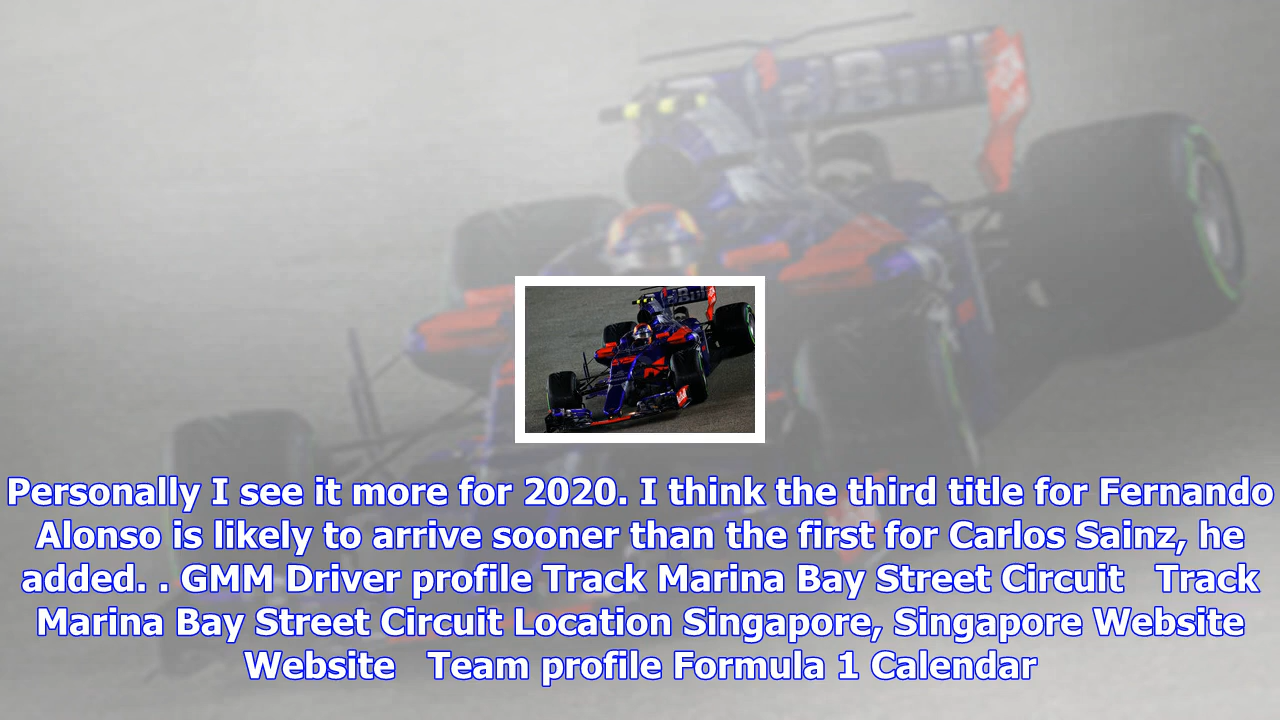 Bull
Personally I see it more for 2020. I think the third title for Fernando
Alonso is likely to arrive sooner than the first for Carlos Sainz, he
added. . GMM Driver profile Track Marina Bay Street Circuit   Track
Marina Bay Street Circuit Location Singapore, Singapore Website
Website   Team profile Formula 1 Calendar